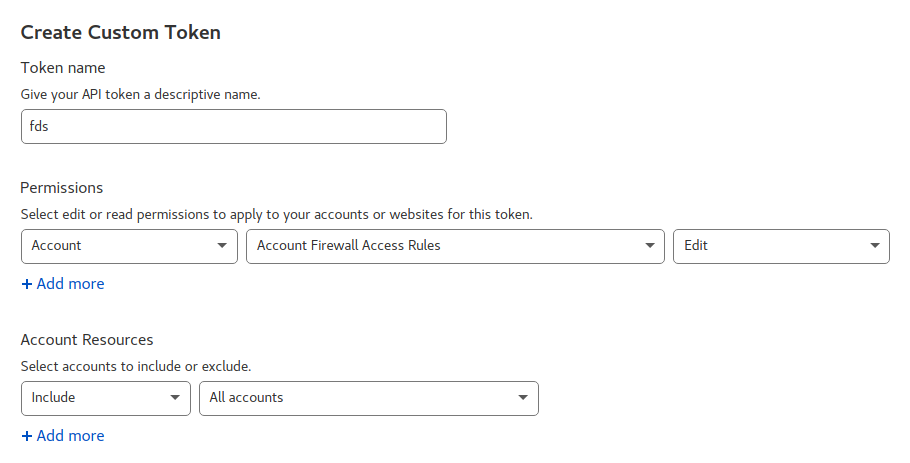 Create Custom Token
Token name
Give your API token a descriptive name.
fds
Permissions
Select edit or read permissions to apply to your accounts or websites for this token.
Account Account Firewall Access Rules Edit
+ Add more
Account Resources
Select accounts to include or exclude.
Include All accounts
+ Add more